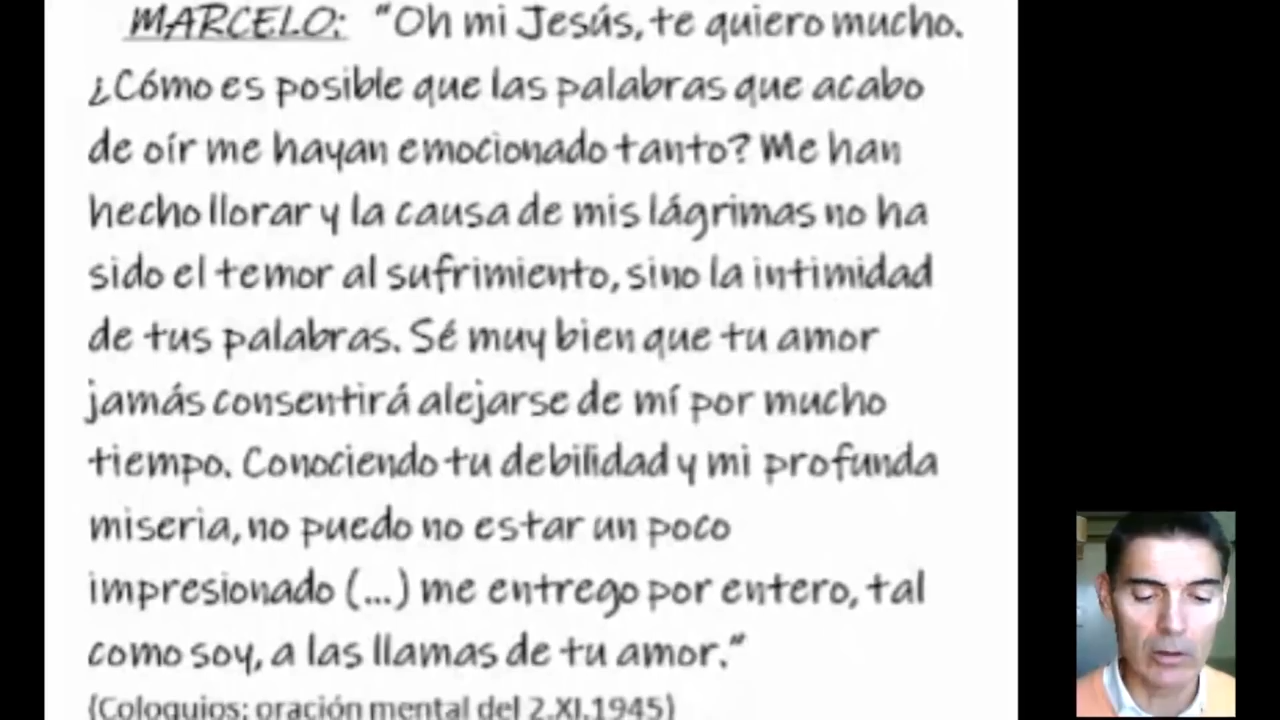 MARCELO: “Oh mi Jesús, te quiero mucho.
¿Cómo es posible que las palabras que acabo
de oír me hayan emocionado tanto? Me han
hecho llorar y la causa de mis lágrimas no ha
sido el temor al sufrimiento, sino la intimidad
de tus palabras. Sé muy bien que tu amor
jamás consentirá alejarse de mí por mucho
tiempo. Conociendo tu debilidad y mi profunda
miseria, no puedo no estar un poco
impresionado (...) me entrego por entero, tal
como soy, a las llamas de tu amor.”
(Coloquios: oración mental del 2.XI.1945)